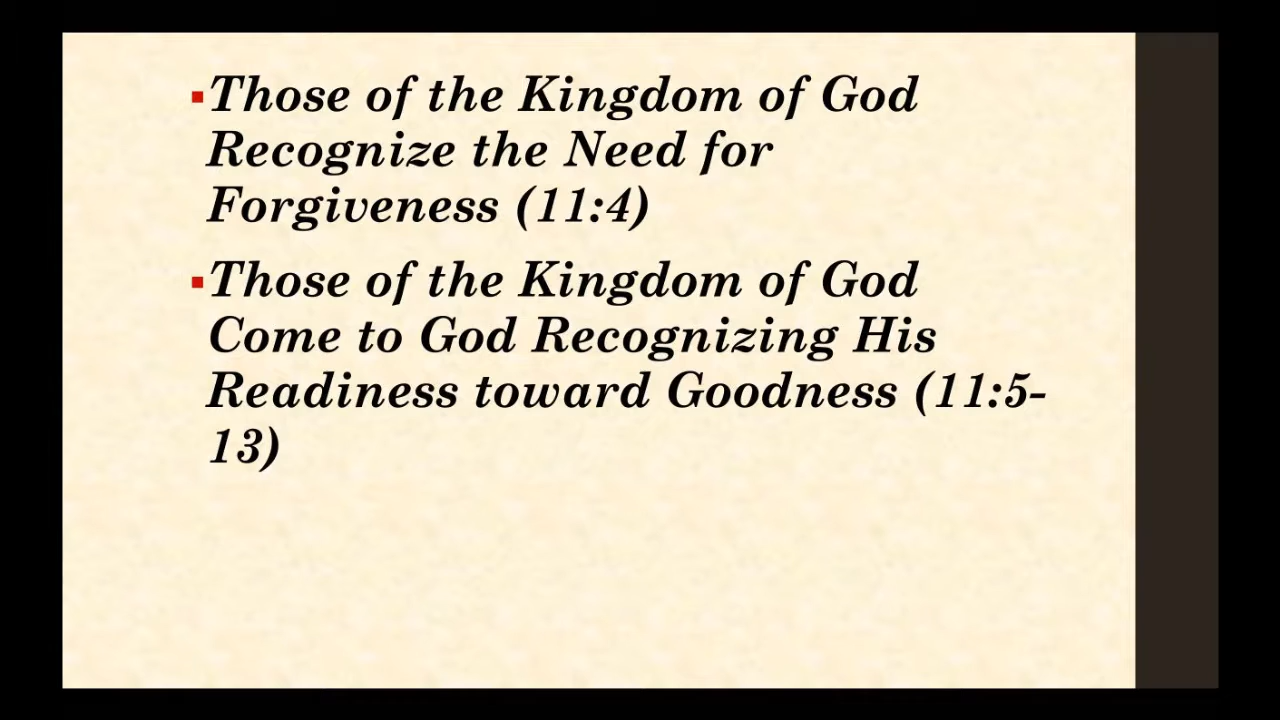 ▪Those of the Kingdom of God
Recognize the Need for
Forgiveness (11:4)
▪Those of the Kingdom of God
Come to God Recognizing His
Readiness toward Goodness (11:5-
13)